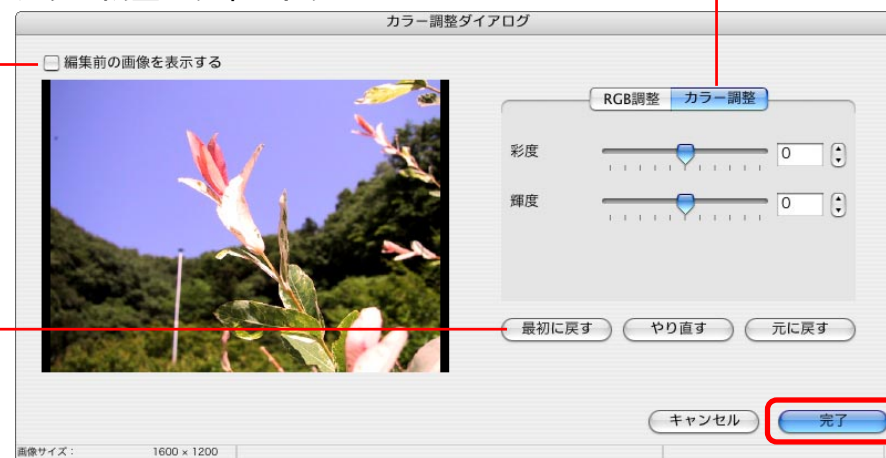 カラー調整ダイアログ
編集前の画像を表示する
RGB調整 カラー調整
彩度 0
輝度 0
最初に戻す やり直す 元に戻す
キャンセル 完了
画像サイズ: 1600 × 1200